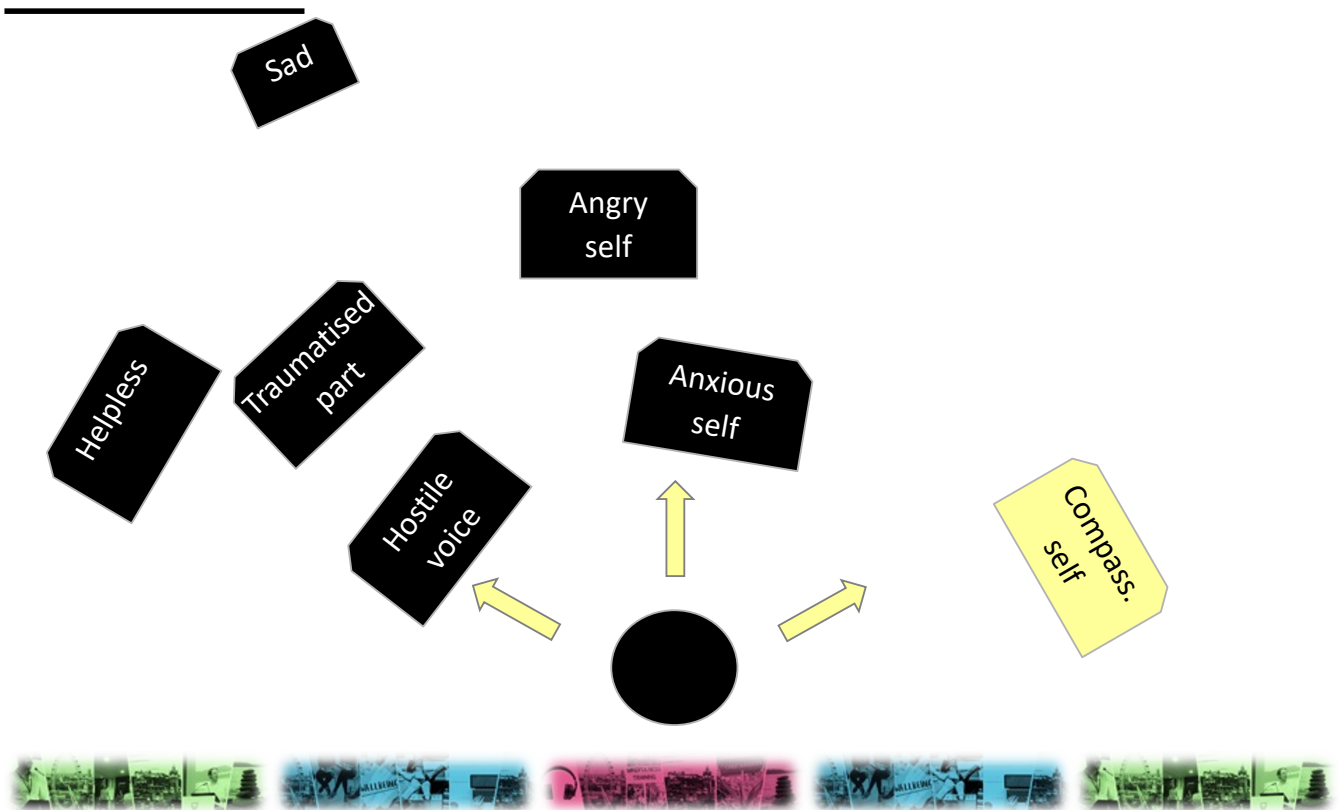 Sad
Angry
self
Traumatised
part
Helpless
Anxious
self
Hostile
voice
Compass.
self